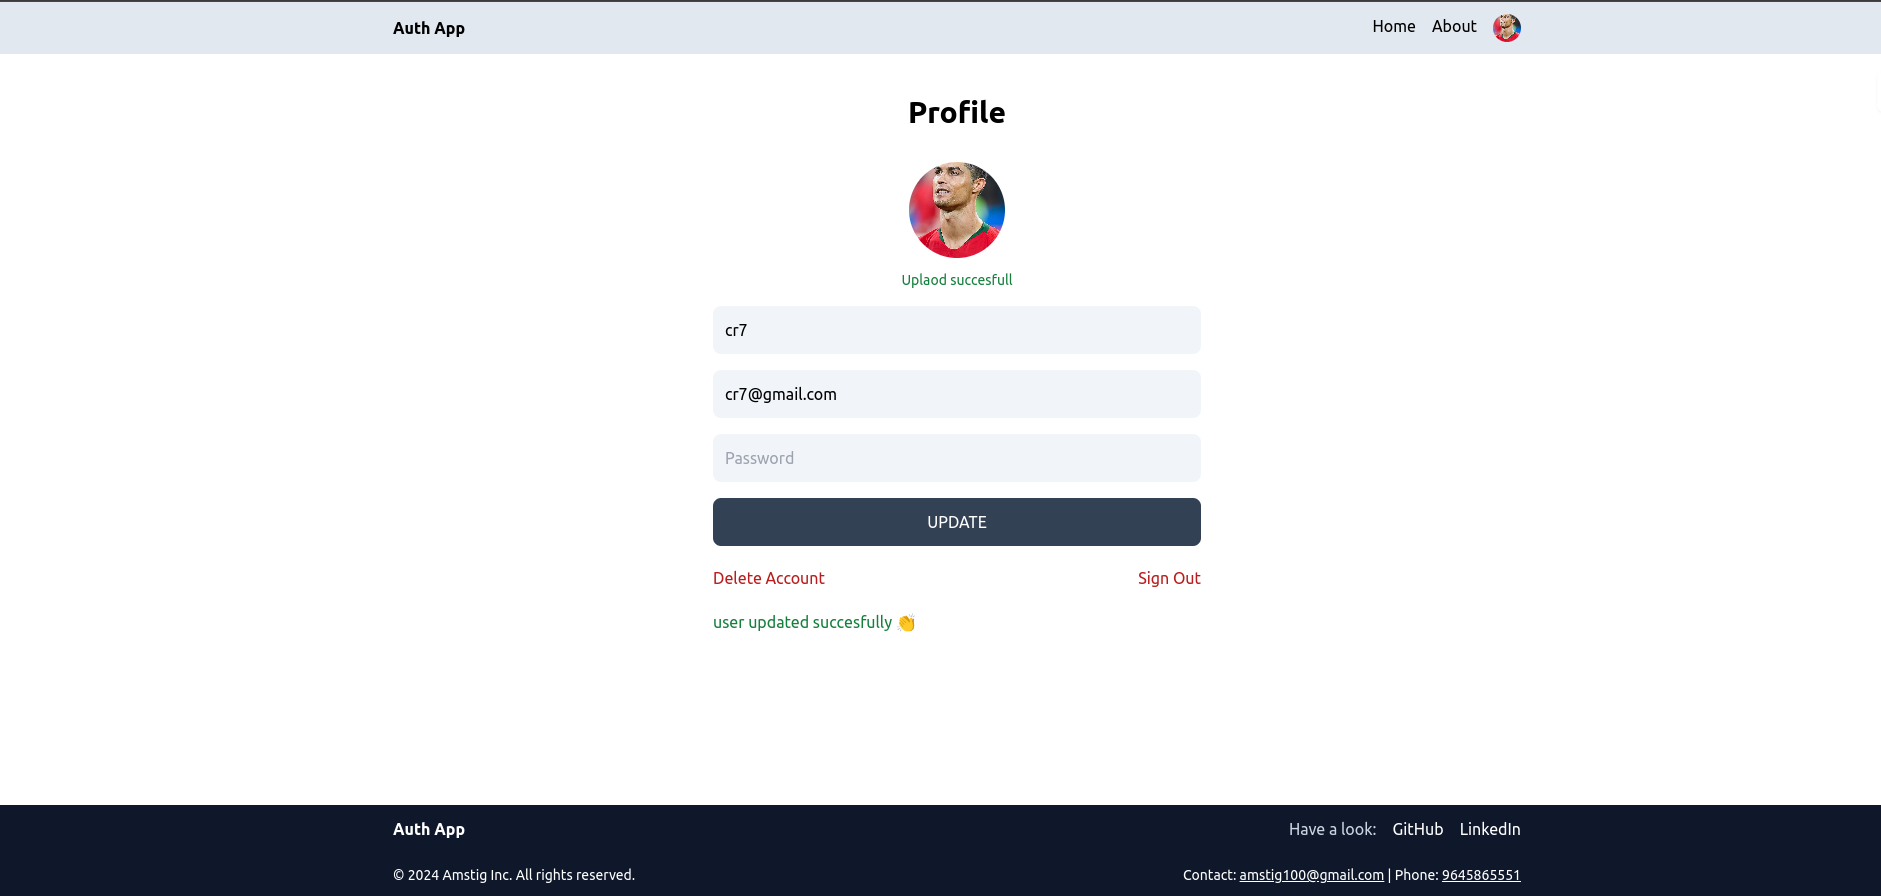 Auth App
Home About
Profile
Uplaod succesfull
cr7
cr7@gmail.com
Password
UPDATE
Delete Account Sign Out
user updated succesfully 👏
Auth App
Have a look: GitHub LinkedIn
© 2024 Amstig Inc. All rights reserved.
Contact: amstig100@gmail.com | Phone: 9645865551